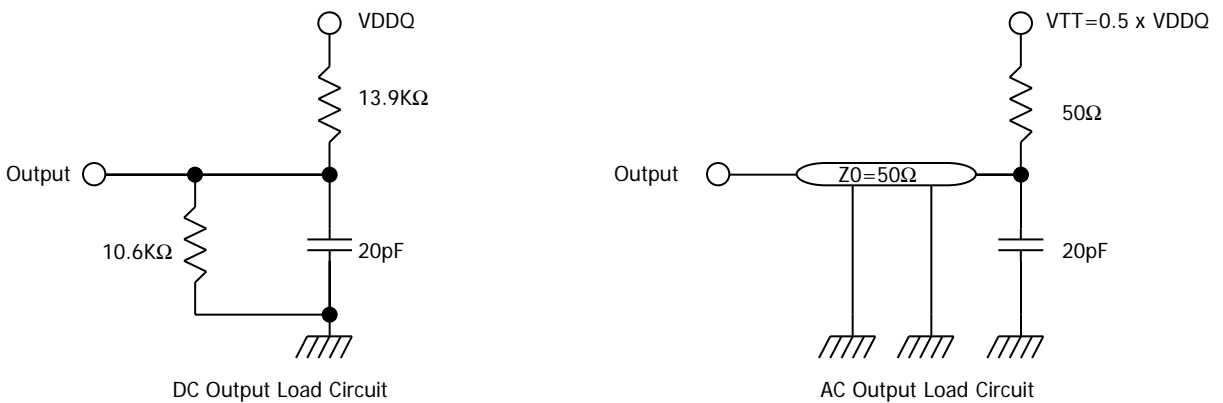 VDDQ
13.9KΩ
Output
10.6KΩ
20pF
DC Output Load Circuit
VTT=0.5 x VDDQ
50Ω
Output
Z0=50Ω
20pF
AC Output Load Circuit